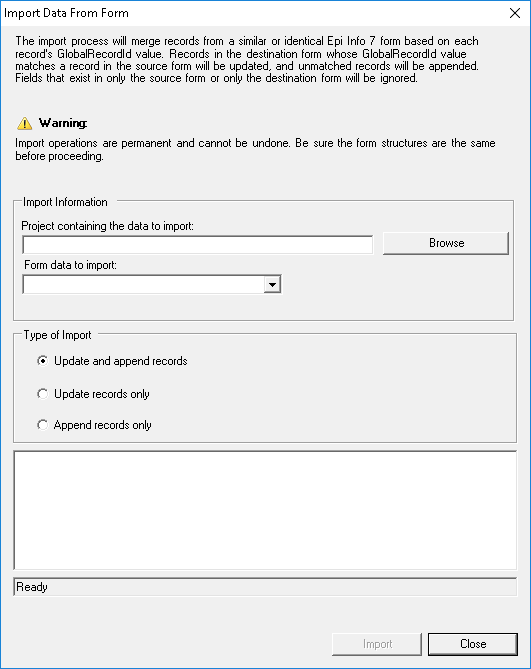 Import Data From Form
The import process will merge records from a similar or identical Epi Info 7 form based on each
record's GlobalRecordId value. Records in the destination form whose GlobalRecordId value
matches a record in the source form will be updated, and unmatched records will be appended.
Fields that exist in only the source form or only the destination form will be ignored.
Warning:
Import operations are permanent and cannot be undone. Be sure the form structures are the same
before proceeding.
Import Information
Project containing the data to import:
Browse
Form data to import:
Type of Import
Update and append records
Update records only
Append records only
Ready
Import
Close